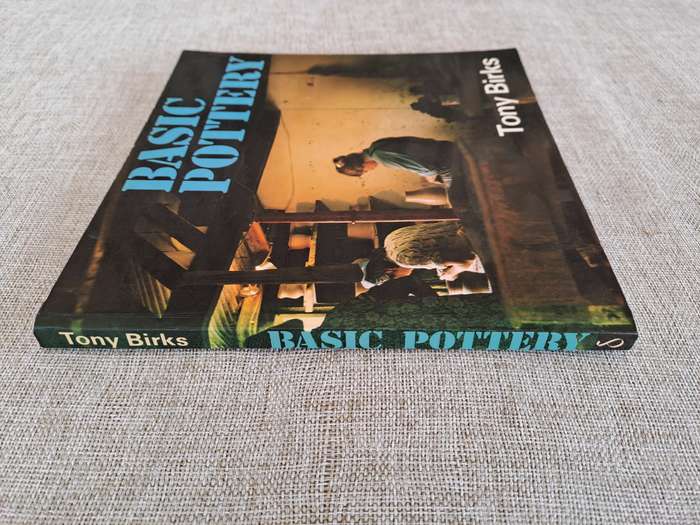 BASIC
POTTERY
Tony Birks
Tony Birks BASIC POTTERY